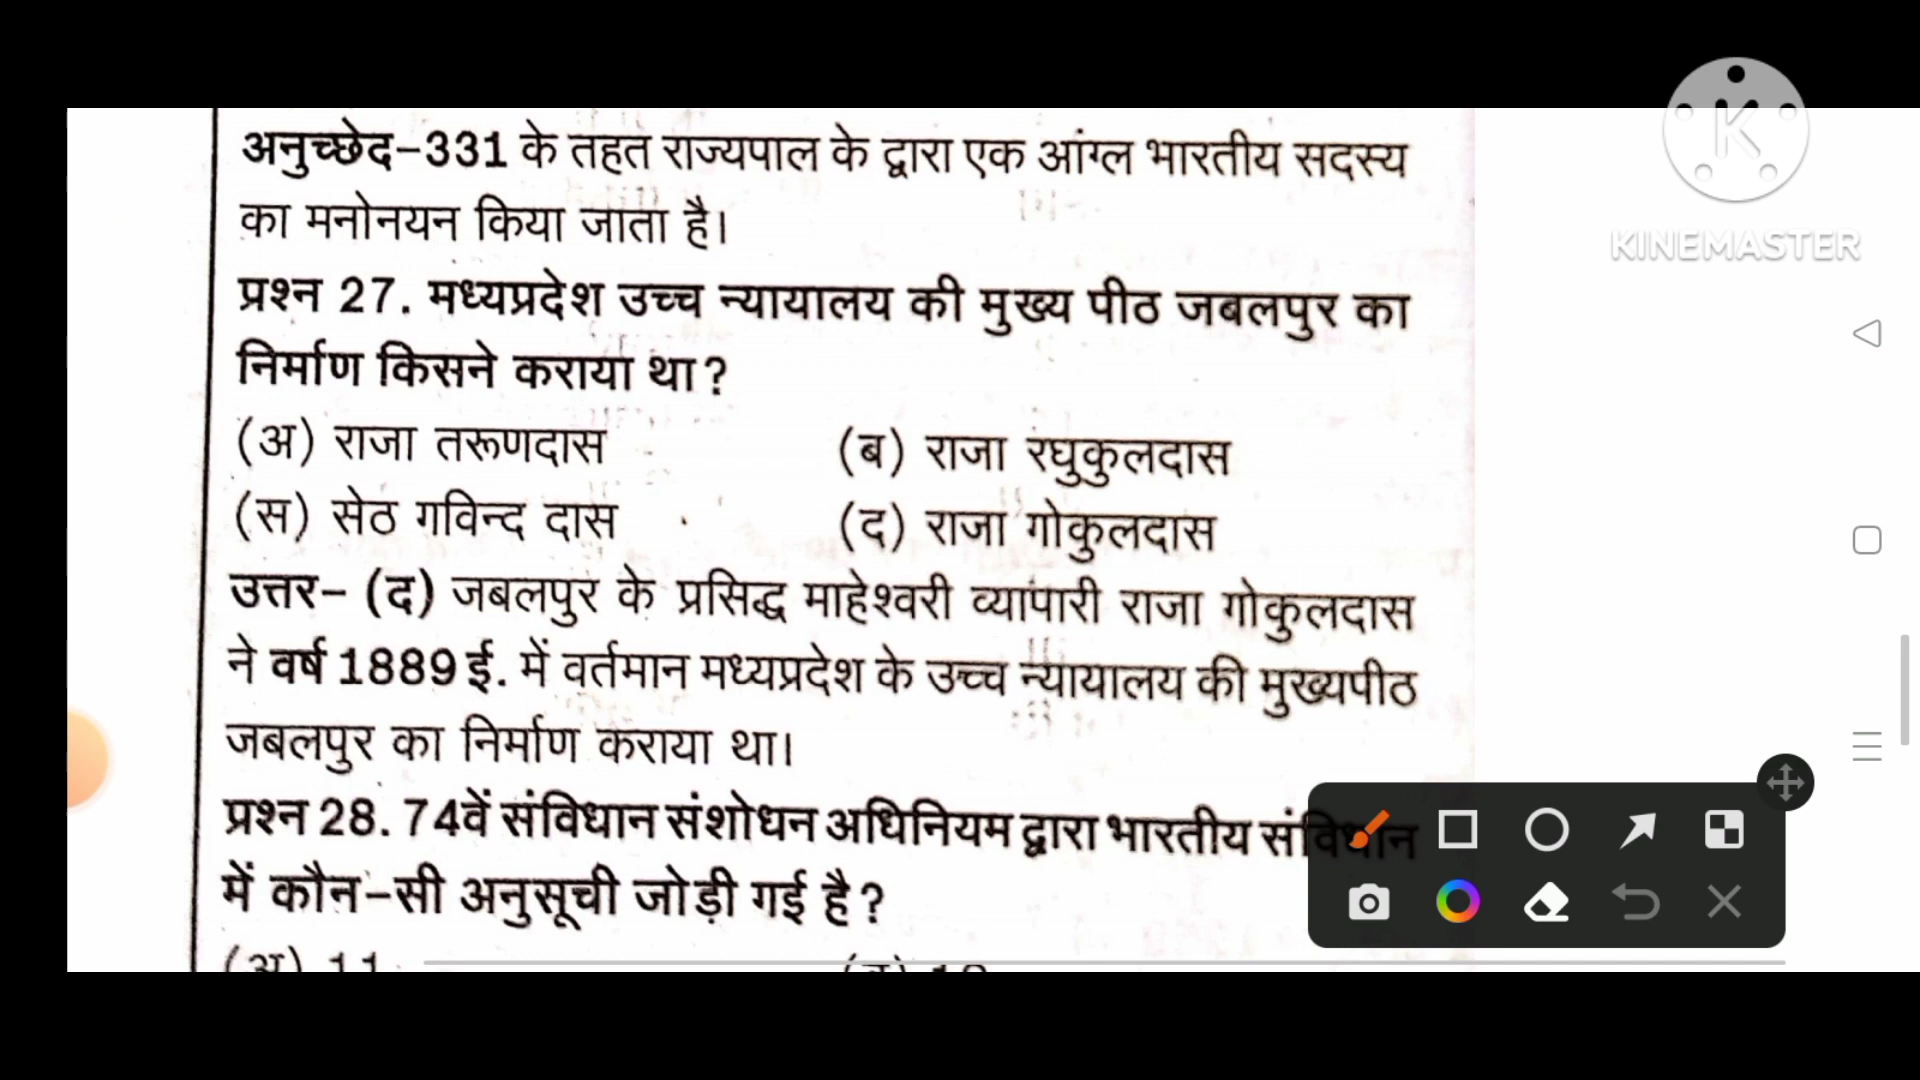 अनुच्छेद-331 के तहत राज्यपाल के द्वारा एक आंग्ल भारतीय सदस्य
का मनोनयन किया जाता है।
प्रश्न 27. मध्यप्रदेश उच्च न्यायालय की मुख्य पीठ जबलपुर का
निर्माण किसने कराया था?
(अ) राजा तरूणदास (ब) राजा रघुकुलदास
(स) सेठ गविन्द दास (द) राजा गोकुलदास
उत्तर- (द) जबलपुर के प्रसिद्ध माहेश्वरी व्यापारी राजा गोकुलदास
ने वर्ष 1889 ई. में वर्तमान मध्यप्रदेश के उच्च न्यायालय की मुख्यपीठ
जबलपुर का निर्माण कराया था।
प्रश्न 28. 74वें संविधान संशोधन अधिनियम द्वारा भारतीय संविधान
में कौन-सी अनुसूची जोड़ी गई है?
(अ) 11
KINEMASTER